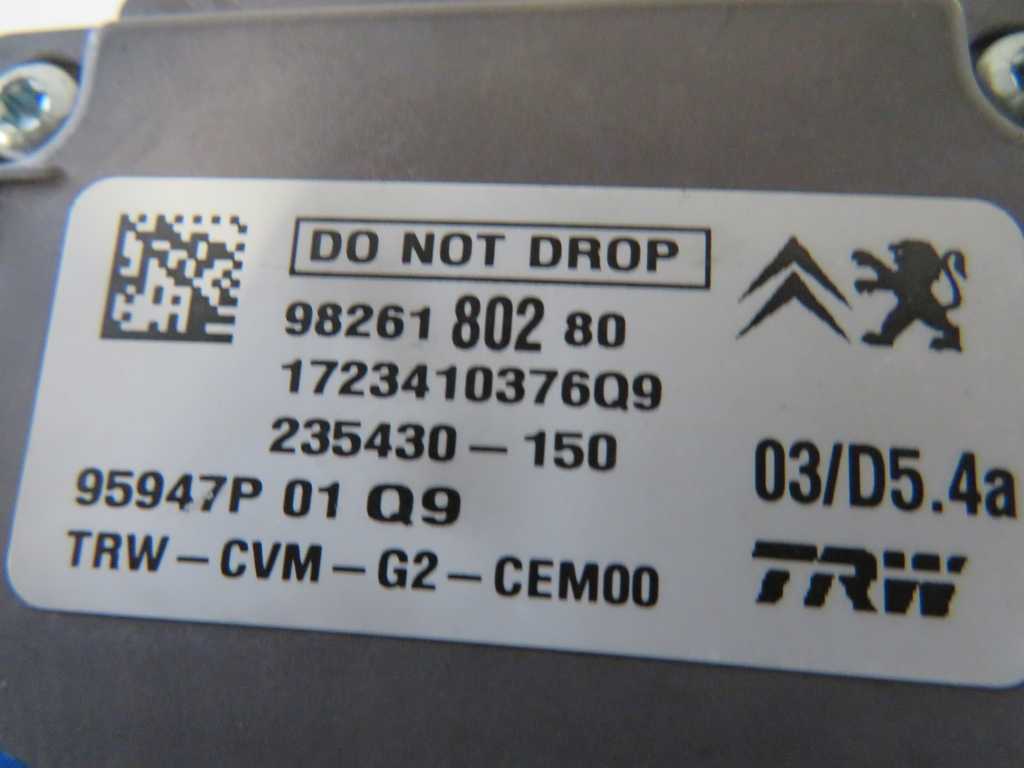 DO NOT DROP
98261 802 80
1723410376Q9
235430-150
03/D5.4a
95947P 01 Q9
TRW-CVM-G2-CEM00
TRW